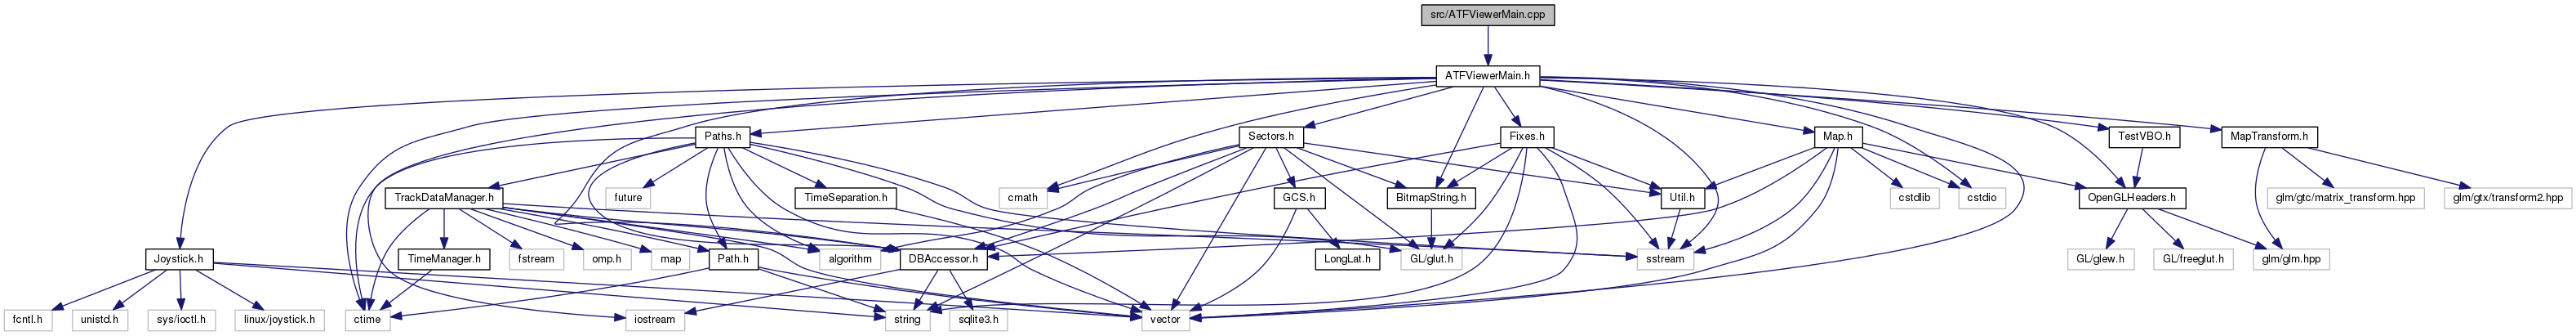 src/ATFViewerMain.cpp
ATFViewerMain.h
Paths.h
Sectors.h
Fixes.h
Map.h
TestVBO.h
MapTransform.h
TrackDataManager.h
future
TimeSeparation.h
cmath
GCS.h
BitmapString.h
Util.h
cstdlib
cstdio
OpenGLHeaders.h
glm/gtc/matrix_transform.hpp
glm/gtx/transform2.hpp
Joystick.h
TimeManager.h
fstream
omp.h
map
Path.h
algorithm
DBAccessor.h
LongLat.h
GL/glut.h
sstream
GL/glew.h
GL/freeglut.h
glm/glm.hpp
fcntl.h
unistd.h
sys/ioctl.h
linux/joystick.h
ctime
iostream
string
sqlite3.h
vector